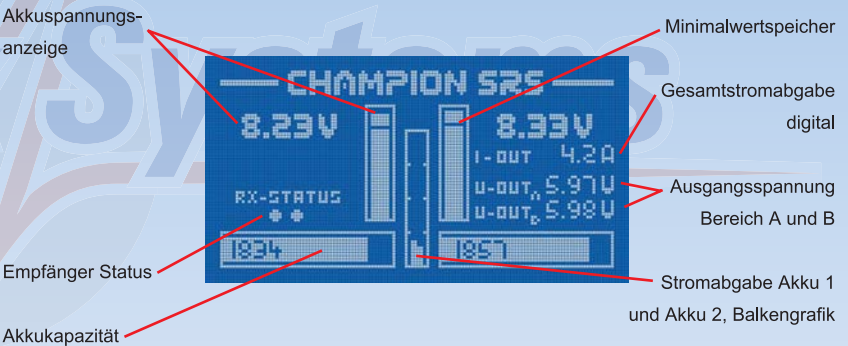 Systems
Akkuspannungs-
anzeige
Minimalwertspeicher
Gesamtstromabgabe
digital
Ausgangsspannung
Bereich A und B
Stromabgabe Akku 1
und Akku 2, Balkengrafik
Empfänger Status
Akkukapazität
CHAMPION SRS
8.23V
8.33V
I-OUT 4.2A
U-OUTA 5.97V
U-OUTB 5.98V
RX-STATUS
1834
1857